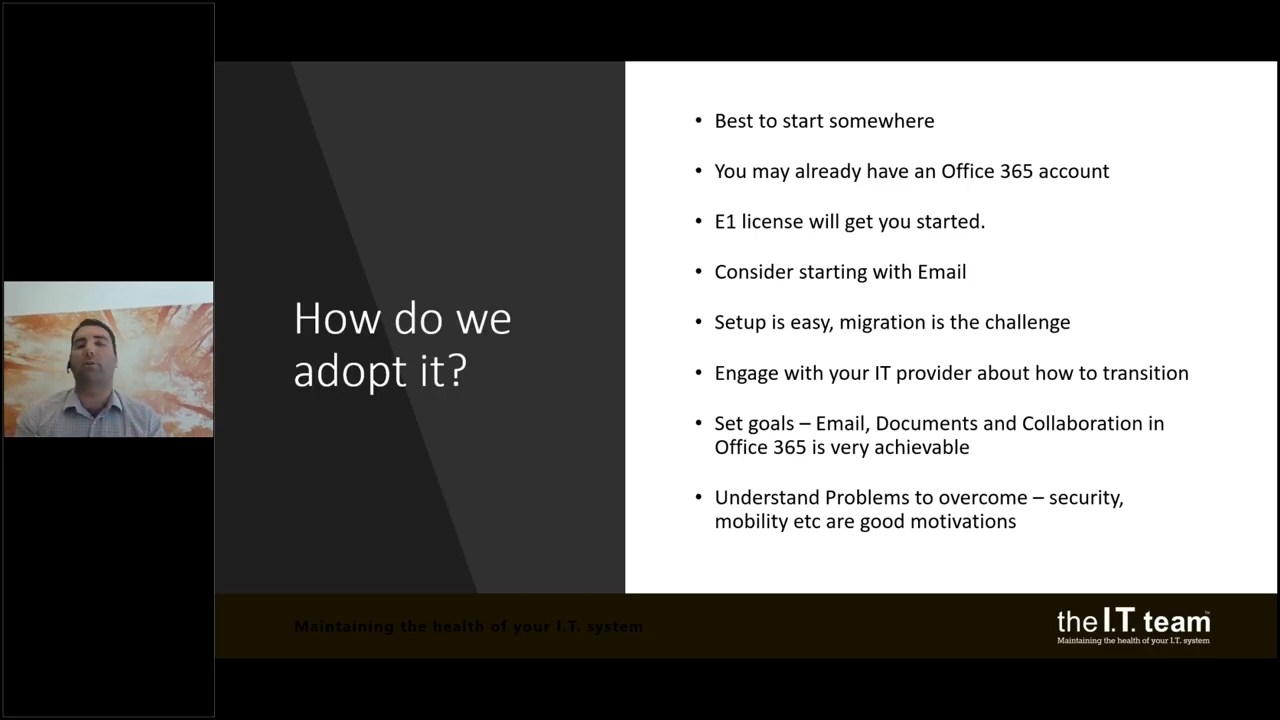 How do we
adopt it?
• Best to start somewhere
• You may already have an Office 365 account
• E1 license will get you started.
• Consider starting with Email
• Setup is easy, migration is the challenge
• Engage with your IT provider about how to transition
• Set goals – Email, Documents and Collaboration in
Office 365 is very achievable
• Understand Problems to overcome – security,
mobility etc are good motivations
Maintaining the health of your I.T. system
the I.T. team™
Maintaining the health of your I.T. system